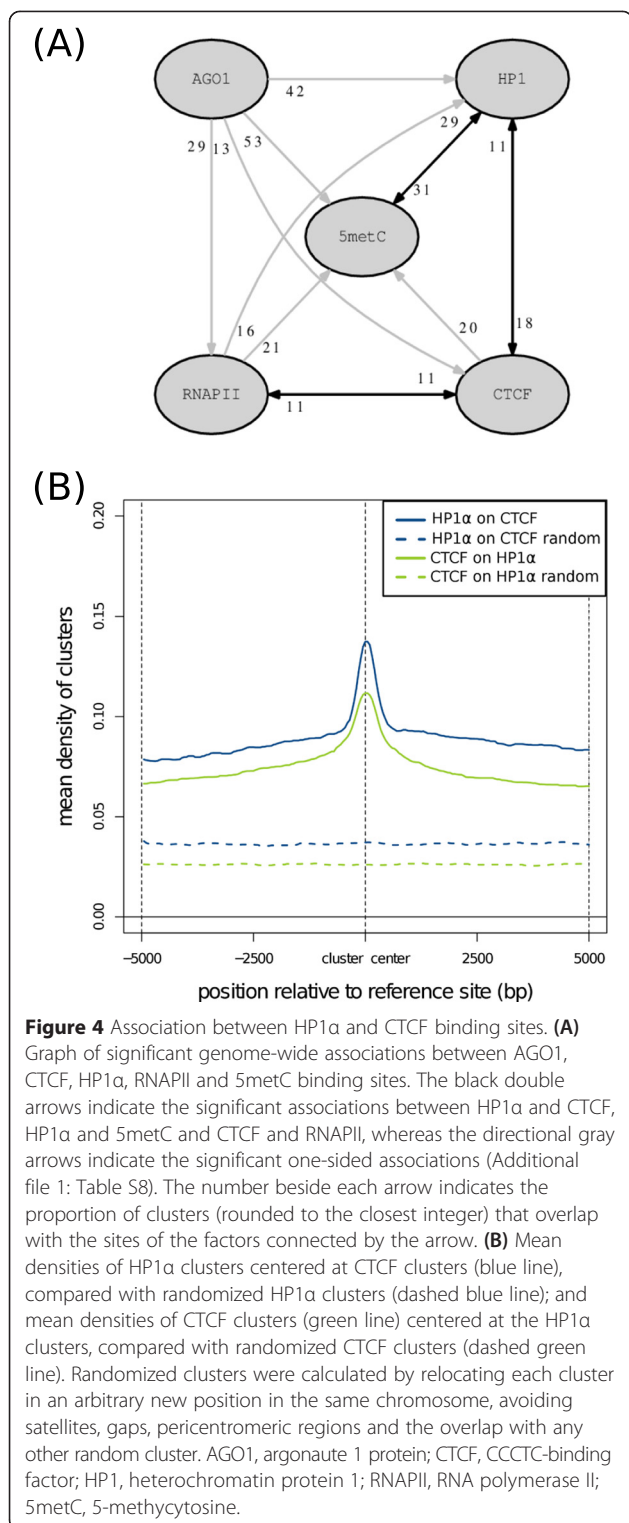 (A)
AGO1
HP1
42
29
13
53
29
11
31
5metC
16
21
20
18
RNAPII
11
11
CTCF
(B)
0.20
0.15
0.10
0.05
0.00
mean density of clusters
HP1α on CTCF
HP1α on CTCF random
CTCF on HP1α
CTCF on HP1α random
−5000
−2500
cluster center
2500
5000
position relative to reference site (bp)
Figure 4 Association between HP1α and CTCF binding sites. (A)
Graph of significant genome-wide associations between AGO1,
CTCF, HP1α, RNAPII and 5metC binding sites. The black double
arrows indicate the significant associations between HP1α and CTCF,
HP1α and 5metC and CTCF and RNAPII, whereas the directional gray
arrows indicate the significant one-sided associations (Additional
file 1: Table S8). The number beside each arrow indicates the
proportion of clusters (rounded to the closest integer) that overlap
with the sites of the factors connected by the arrow. (B) Mean
densities of HP1α clusters centered at CTCF clusters (blue line),
compared with randomized HP1α clusters (dashed blue line); and
mean densities of CTCF clusters (green line) centered at the HP1α
clusters, compared with randomized CTCF clusters (dashed green
line). Randomized clusters were calculated by relocating each cluster
in an arbitrary new position in the same chromosome, avoiding
satellites, gaps, pericentromeric regions and the overlap with any
other random cluster. AGO1, argonaute 1 protein; CTCF, CCCTC-binding
factor; HP1, heterochromatin protein 1; RNAPII, RNA polymerase II;
5metC, 5-methycytosine.